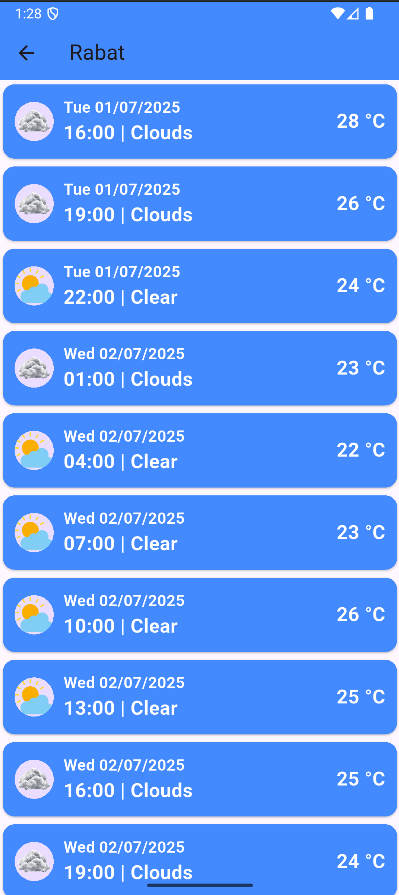 1:28
Rabat
Tue 01/07/2025
16:00 | Clouds
28 °C
Tue 01/07/2025
19:00 | Clouds
26 °C
Tue 01/07/2025
22:00 | Clear
24 °C
Wed 02/07/2025
01:00 | Clouds
23 °C
Wed 02/07/2025
04:00 | Clear
22 °C
Wed 02/07/2025
07:00 | Clear
23 °C
Wed 02/07/2025
10:00 | Clear
26 °C
Wed 02/07/2025
13:00 | Clear
25 °C
Wed 02/07/2025
16:00 | Clouds
25 °C
Wed 02/07/2025
19:00 | Clouds
24 °C